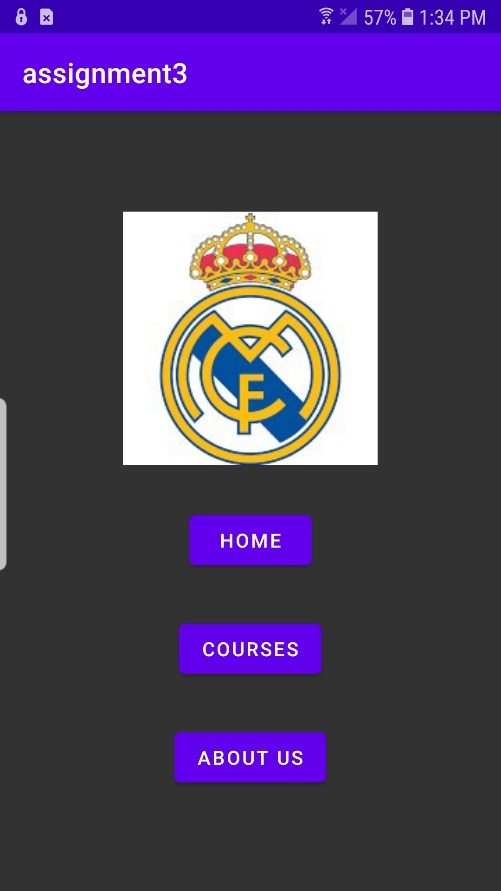 57% 1:34 PM
assignment3
HOME
COURSES
ABOUT US